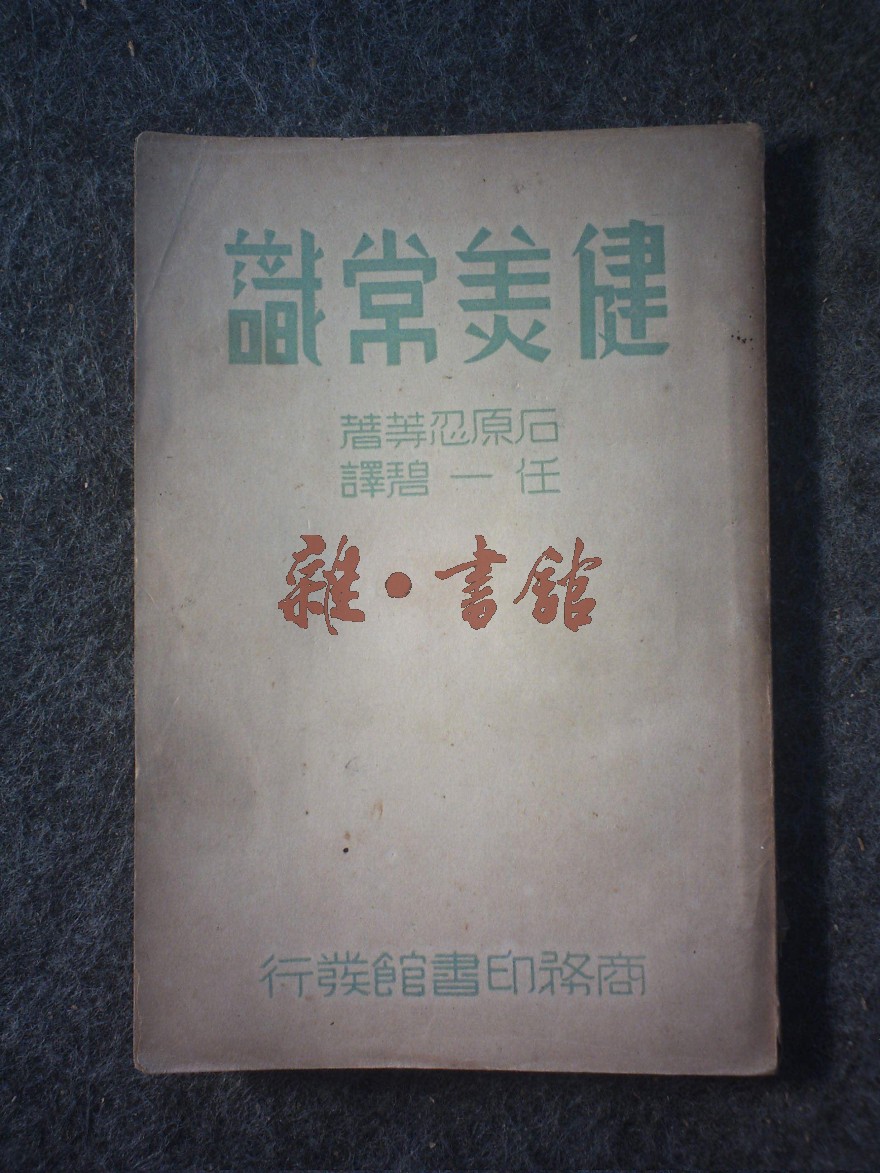 健美常識
石原忍等著
任一碧譯
雜·書館
商務印書館發行